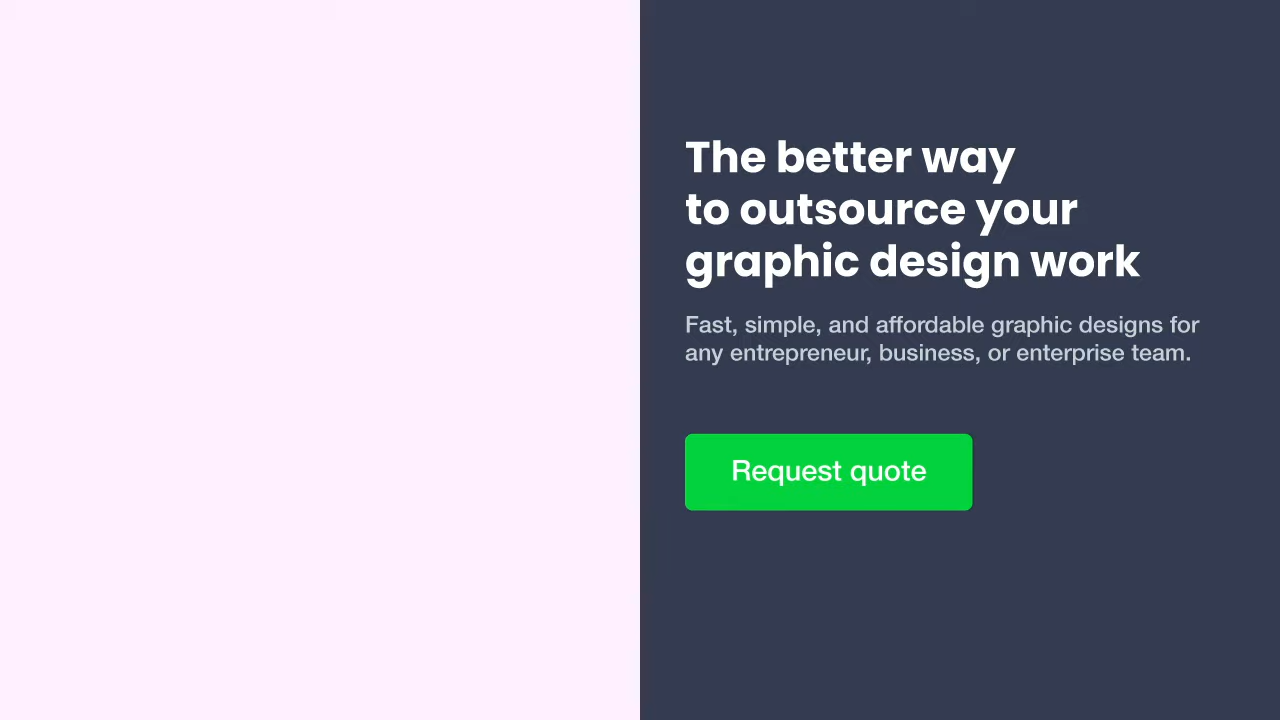 The better way
to outsource your
graphic design work
Fast, simple, and affordable graphic designs for
any entrepreneur, business, or enterprise team.
Request quote